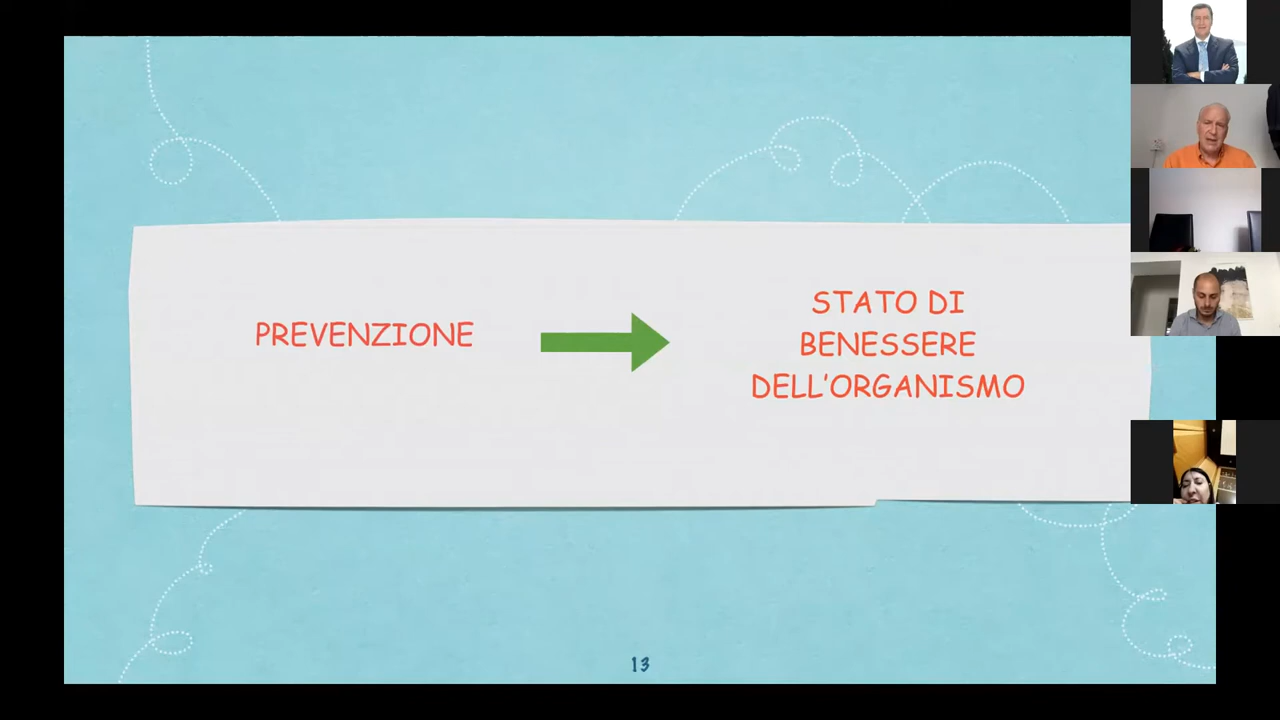 PREVENZIONE
STATO DI
BENESSERE
DELL'ORGANISMO
13